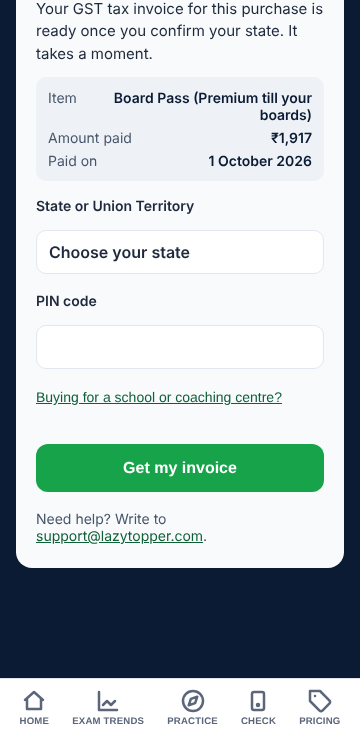 Your GST tax invoice for this purchase is
ready once you confirm your state. It
takes a moment.
Item Board Pass (Premium till your
boards)
Amount paid ₹1,917
Paid on 1 October 2026
State or Union Territory
Choose your state
PIN code
Buying for a school or coaching centre?
Get my invoice
Need help? Write to
support@lazytopper.com.
HOME EXAM TRENDS PRACTICE CHECK PRICING